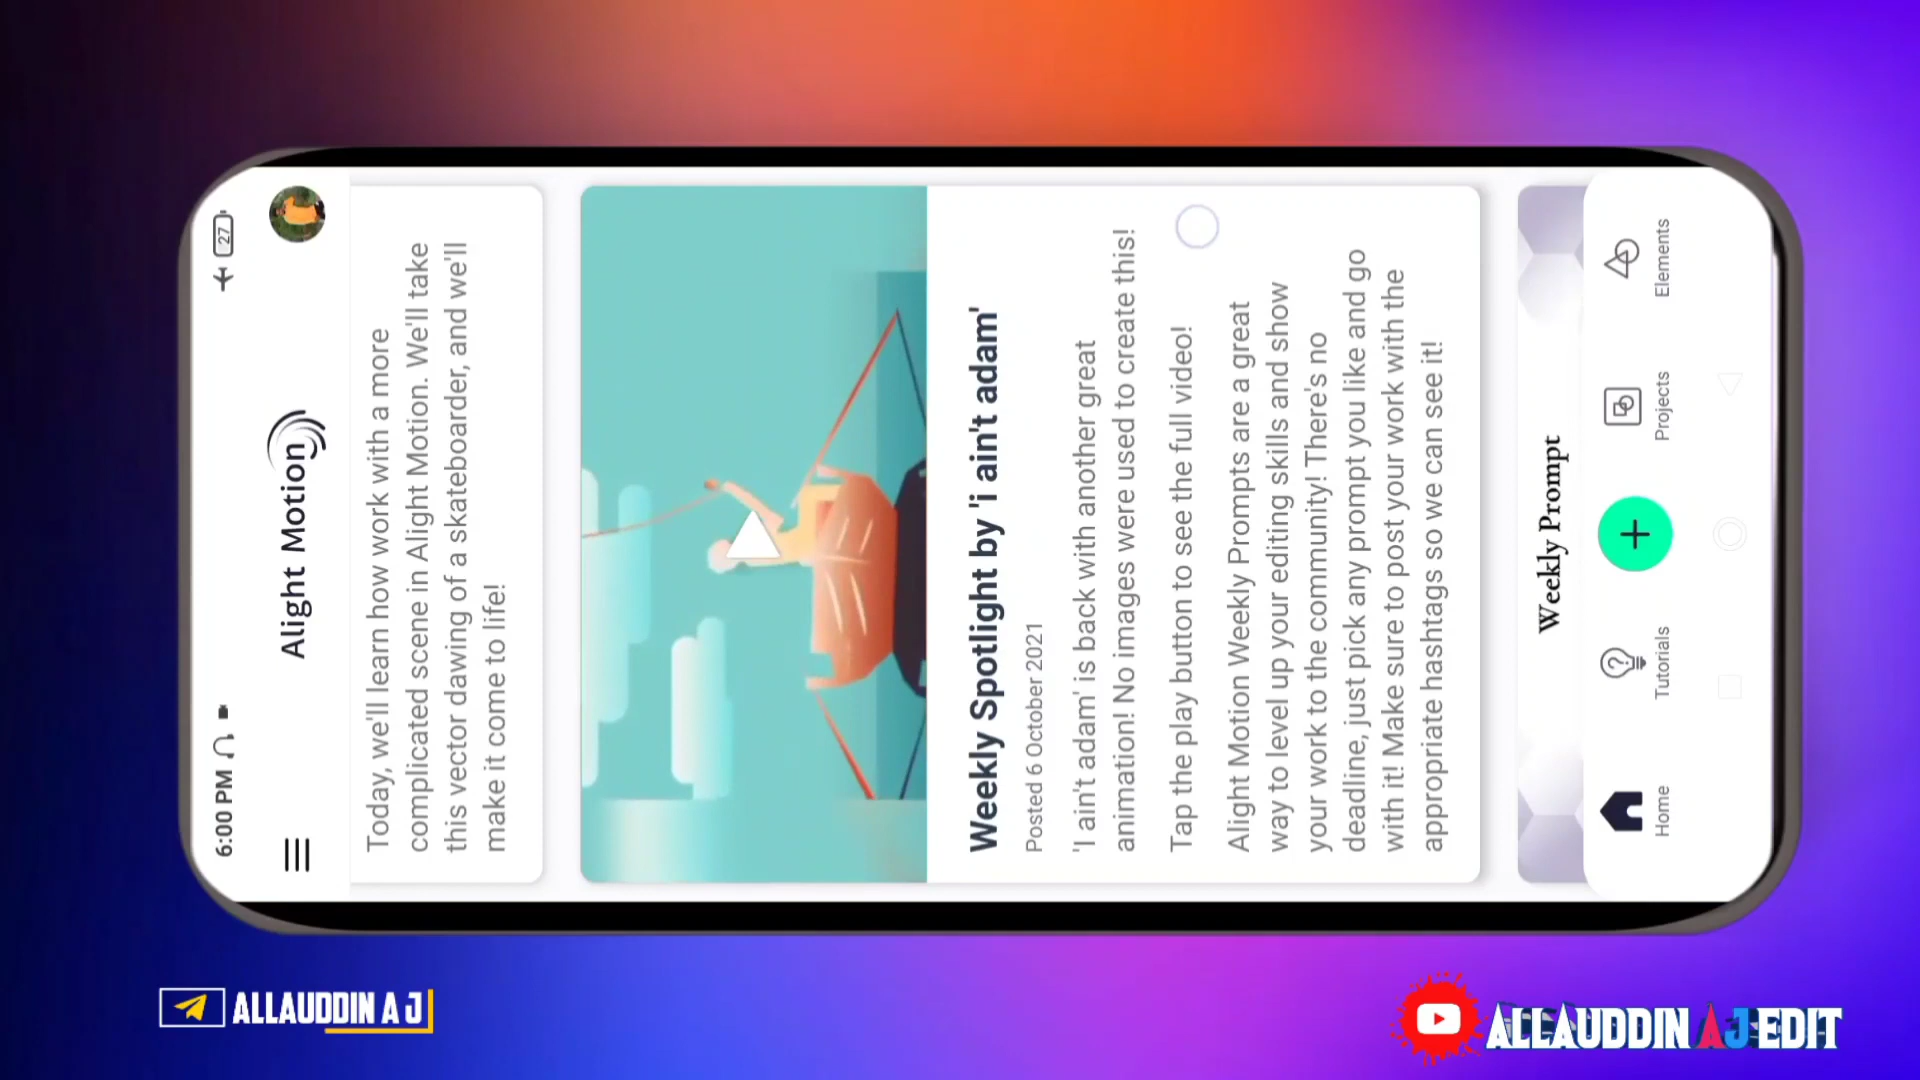 6:00 PM
27
Alight Motion
Today, we'll learn how work with a more
complicated scene in Alight Motion. We'll take
this vector dawing of a skateboarder, and we'll
make it come to life!
Weekly Spotlight by 'i ain't adam'
Posted 6 October 2021
'I ain't adam' is back with another great
animation! No images were used to create this!
Tap the play button to see the full video!
Alight Motion Weekly Prompts are a great
way to level up your editing skills and show
your work to the community! There's no
deadline, just pick any prompt you like and go
with it! Make sure to post your work with the
appropriate hashtags so we can see it!
Weekly Prompt
Home
Tutorials
Projects
Elements
ALLAUDDIN A J
ALLAUDDIN AJ EDIT